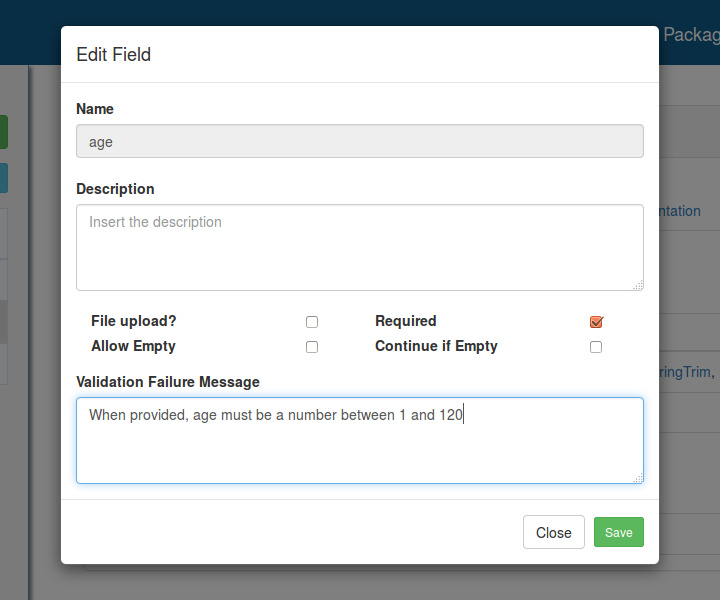 Packag
Edit Field
Name
age
Description
ntation
Insert the description
File upload?
Required
Allow Empty
Continue if Empty
ringTrim,
Validation Failure Message
When provided, age must be a number between 1 and 120
Close
Save